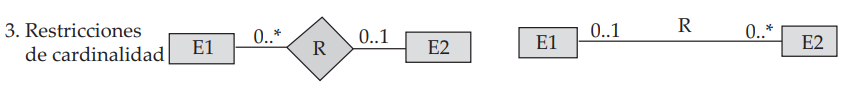 3. Restricciones
de cardinalidad
E1 0..* R 0..1 E2
E1 0..1 R 0..* E2